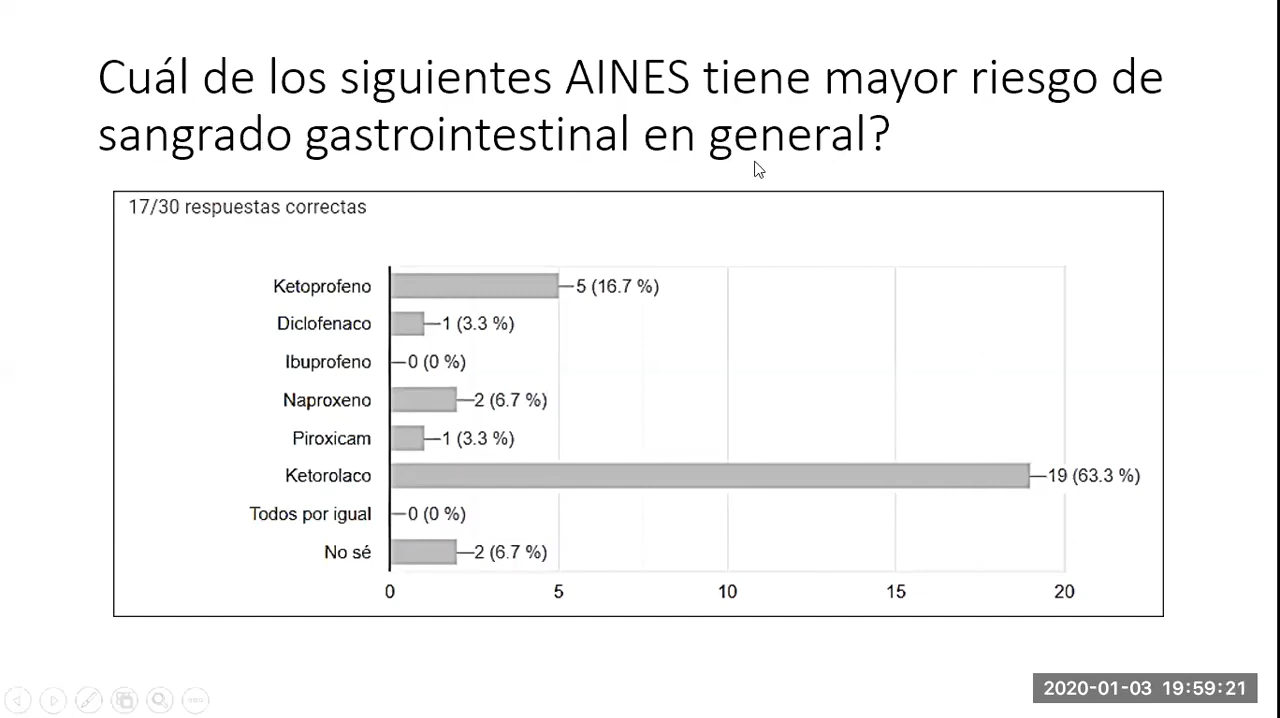 Cuál de los siguientes AINES tiene mayor riesgo de
sangrado gastrointestinal en general?
17/30 respuestas correctas
Ketoprofeno 5 (16.7 %)
Diclofenaco 1 (3.3 %)
Ibuprofeno 0 (0 %)
Naproxeno 2 (6.7 %)
Piroxicam 1 (3.3 %)
Ketorolaco 19 (63.3 %)
Todos por igual 0 (0 %)
No sé 2 (6.7 %)
0 5 10 15 20
2020-01-03 19:59:21